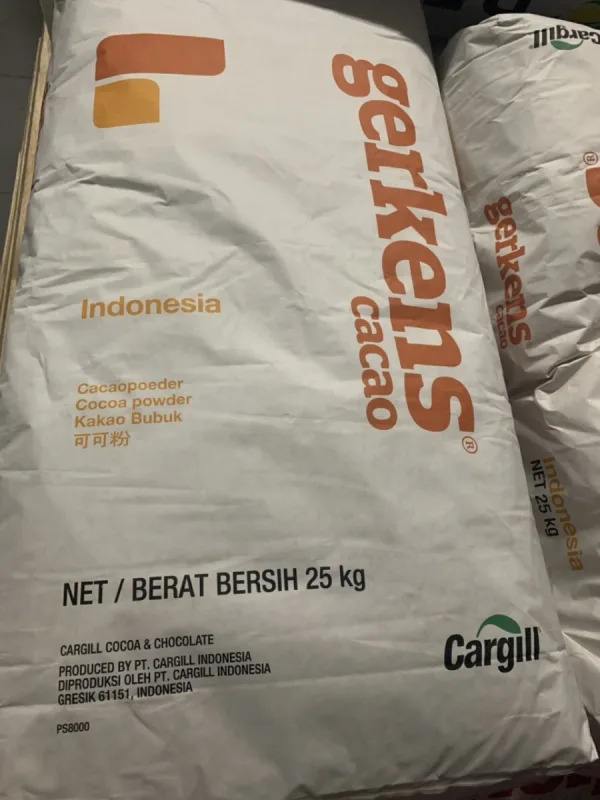 gerkens®
cacao
Indonesia
Cacaopoeder
Cocoa powder
Kakao Bubuk
可可粉
NET / BERAT BERSIH 25 kg
CARGILL COCOA & CHOCOLATE
PRODUCED BY PT. CARGILL INDONESIA
DIPRODUKSI OLEH PT. CARGILL INDONESIA
GRESIK 61151, INDONESIA
PS8000
Cargill
Cargill
®
gerkens
cacao
Indonesia
NET 25 kg